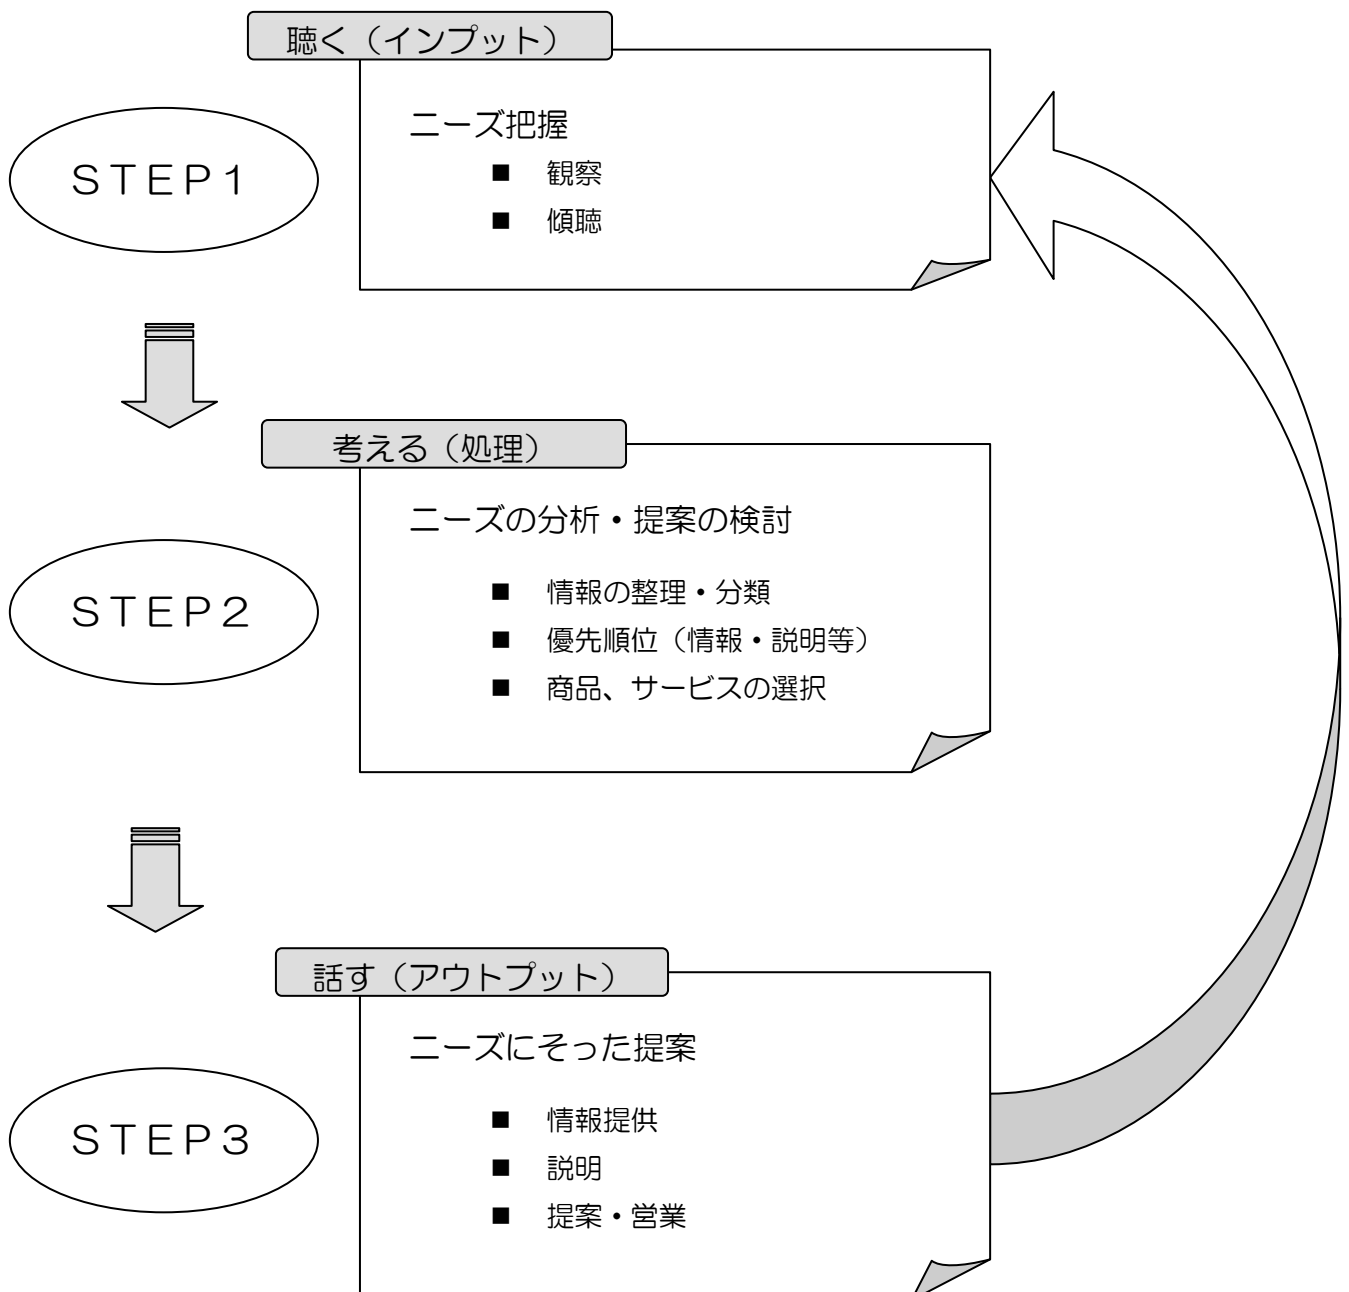 聴く（インプット）
ニーズ把握
■ 観察
■ 傾聴
ＳＴＥＰ１
考える（処理）
ニーズの分析・提案の検討
■ 情報の整理・分類
■ 優先順位（情報・説明等）
■ 商品、サービスの選択
ＳＴＥＰ２
話す（アウトプット）
ニーズにそった提案
■ 情報提供
■ 説明
■ 提案・営業
ＳＴＥＰ３